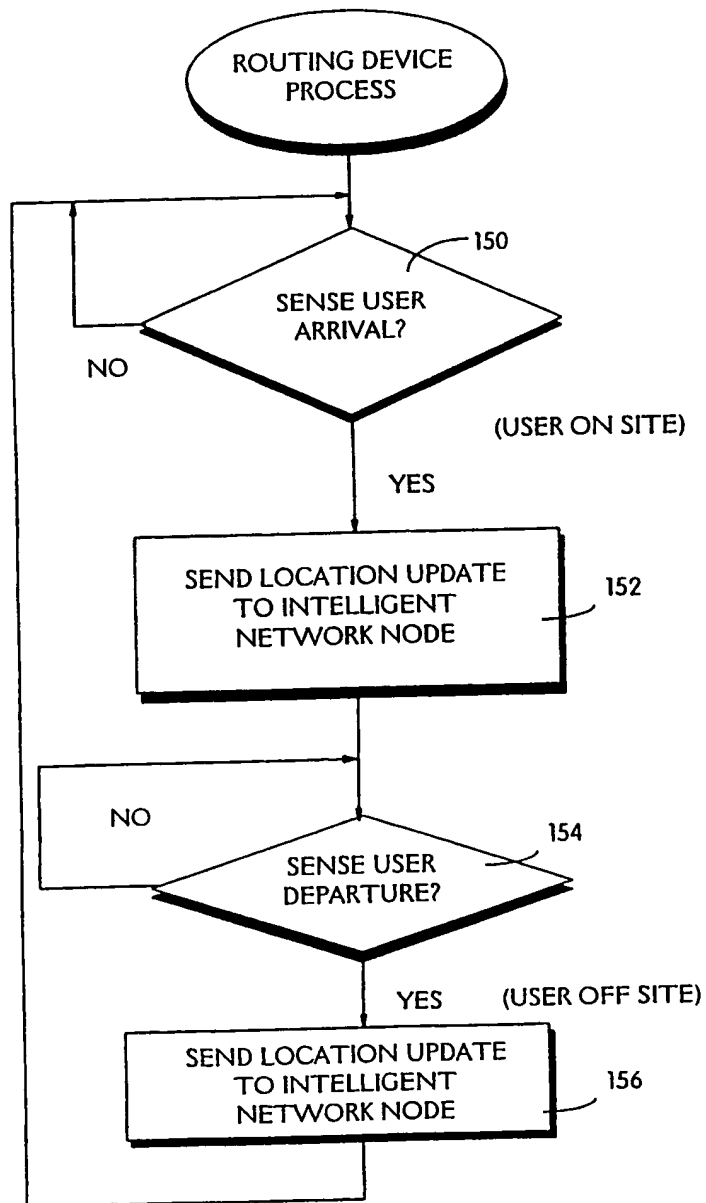 ROUTING DEVICE
PROCESS
150
SENSE USER
ARRIVAL?
NO
(USER ON SITE)
YES
SEND LOCATION UPDATE
TO INTELLIGENT
NETWORK NODE
152
NO
154
SENSE USER
DEPARTURE?
YES
(USER OFF SITE)
SEND LOCATION UPDATE
TO INTELLIGENT
NETWORK NODE
156